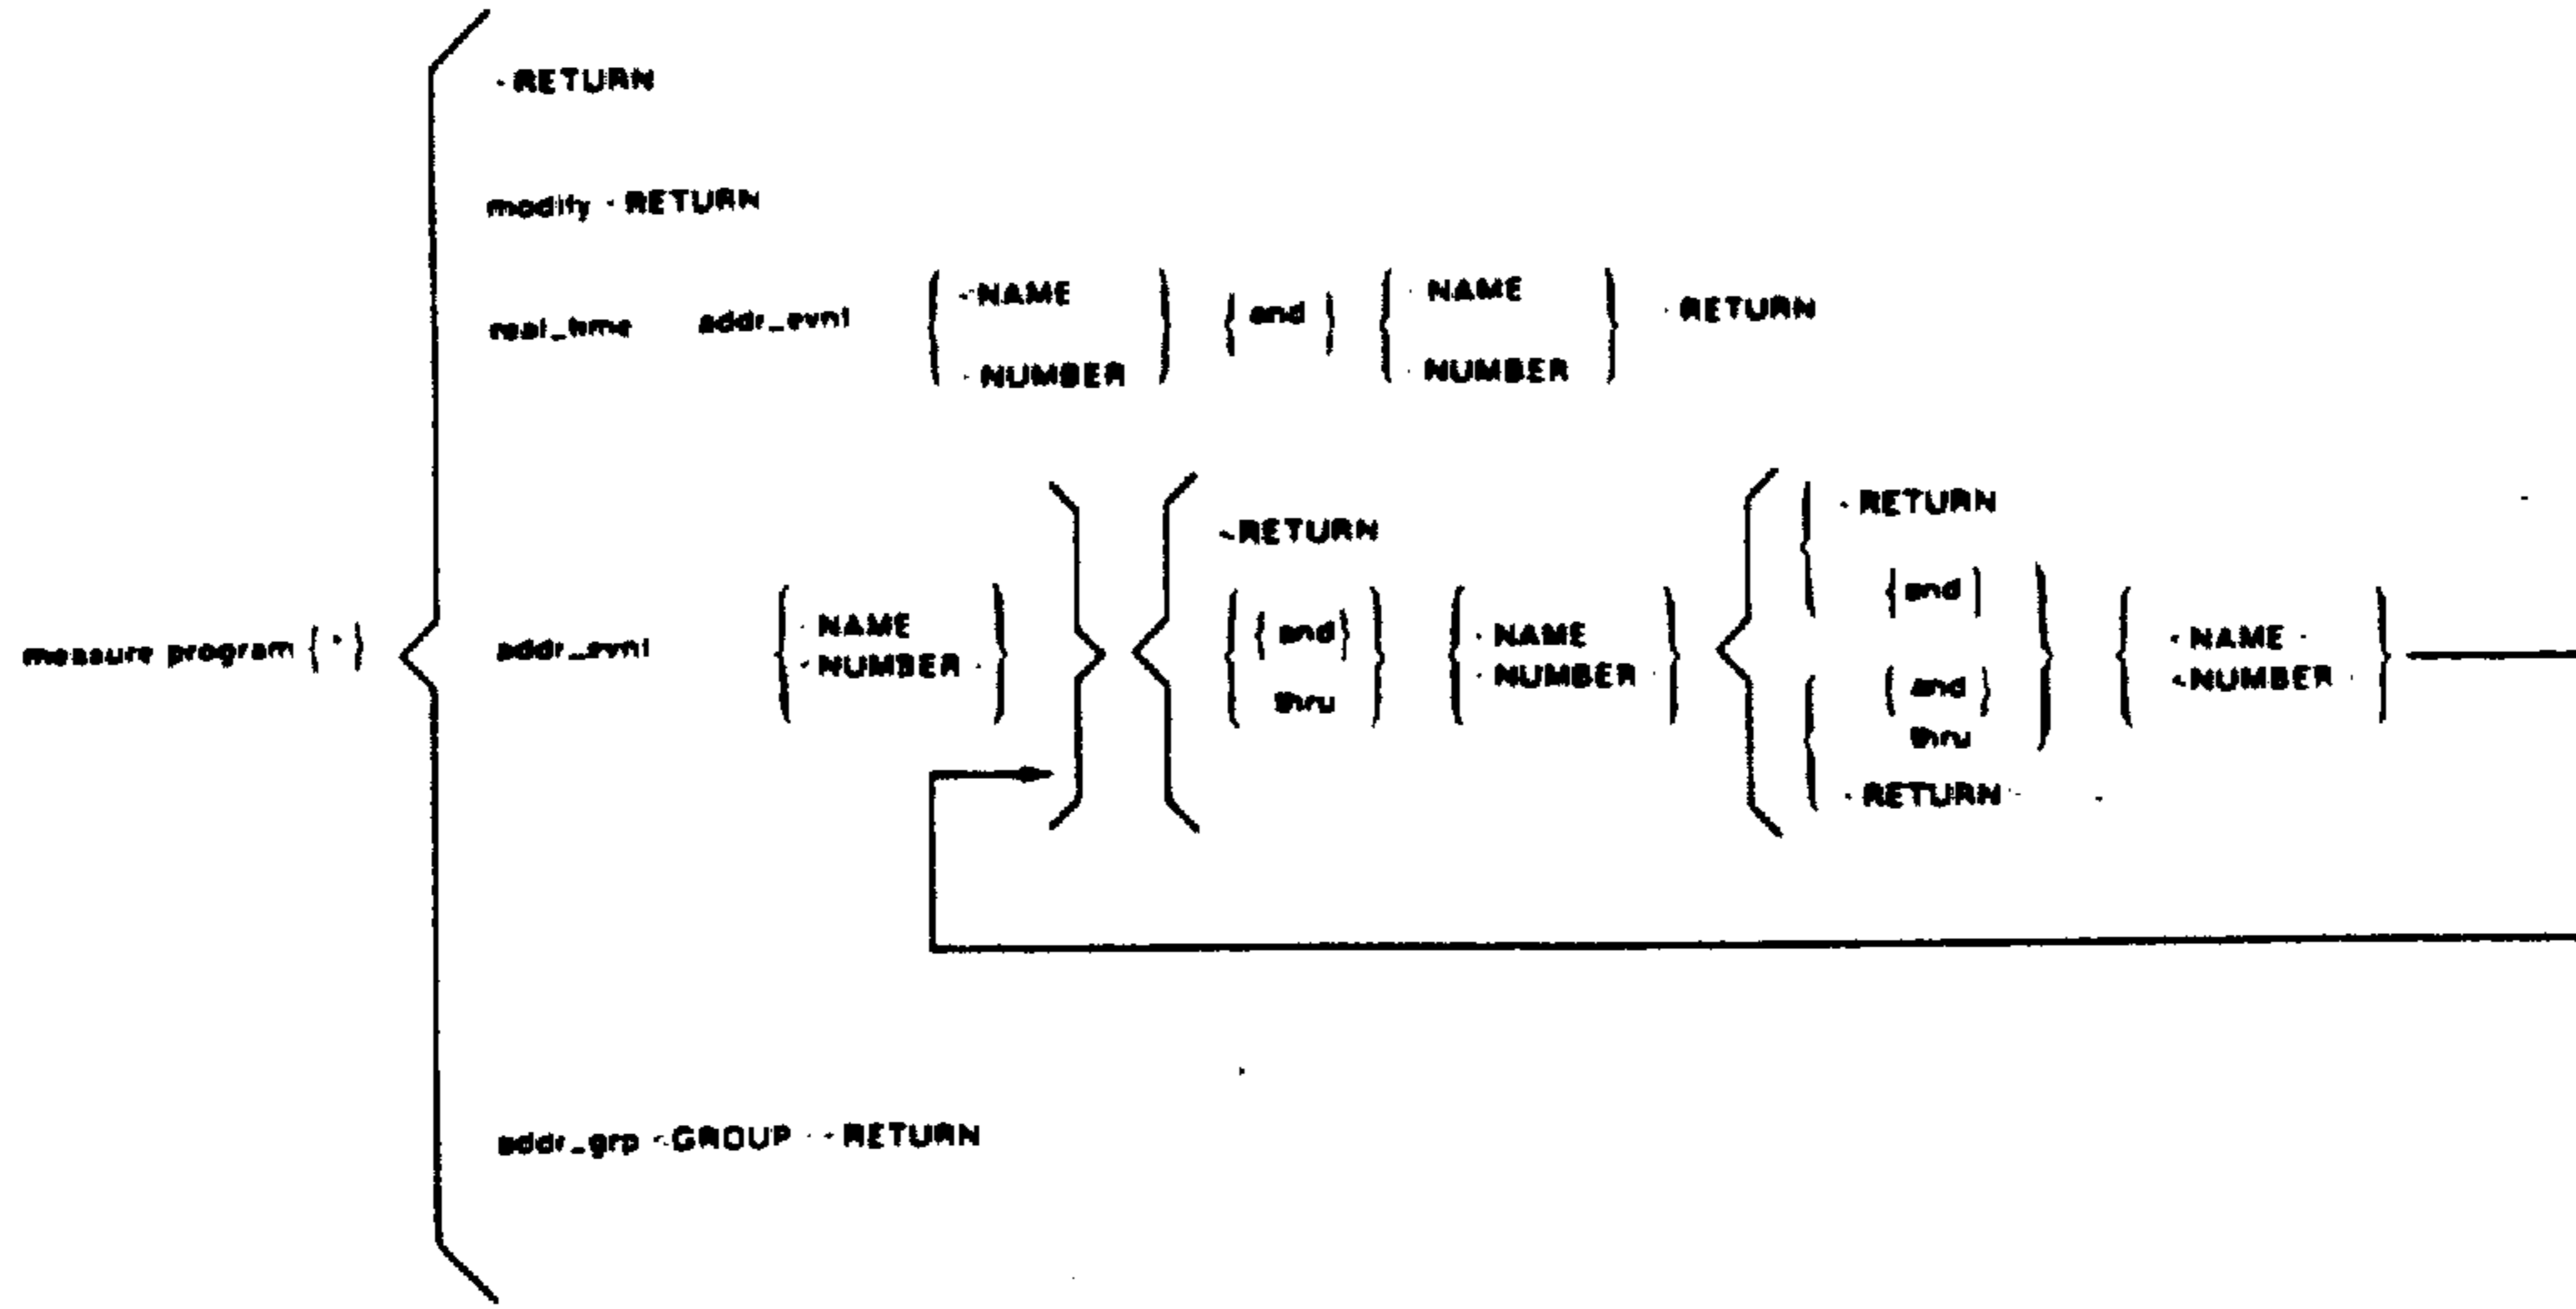 RETURN
modify RETURN
real_time addr_evnt { NAME NUMBER } { and } { NAME NUMBER } RETURN
measure program { * } addr_evnt { NAME NUMBER } { RETURN { and } thru } { NAME NUMBER } { RETURN { and } { and } thru RETURN } { NAME NUMBER }
addr_grp GROUP RETURN